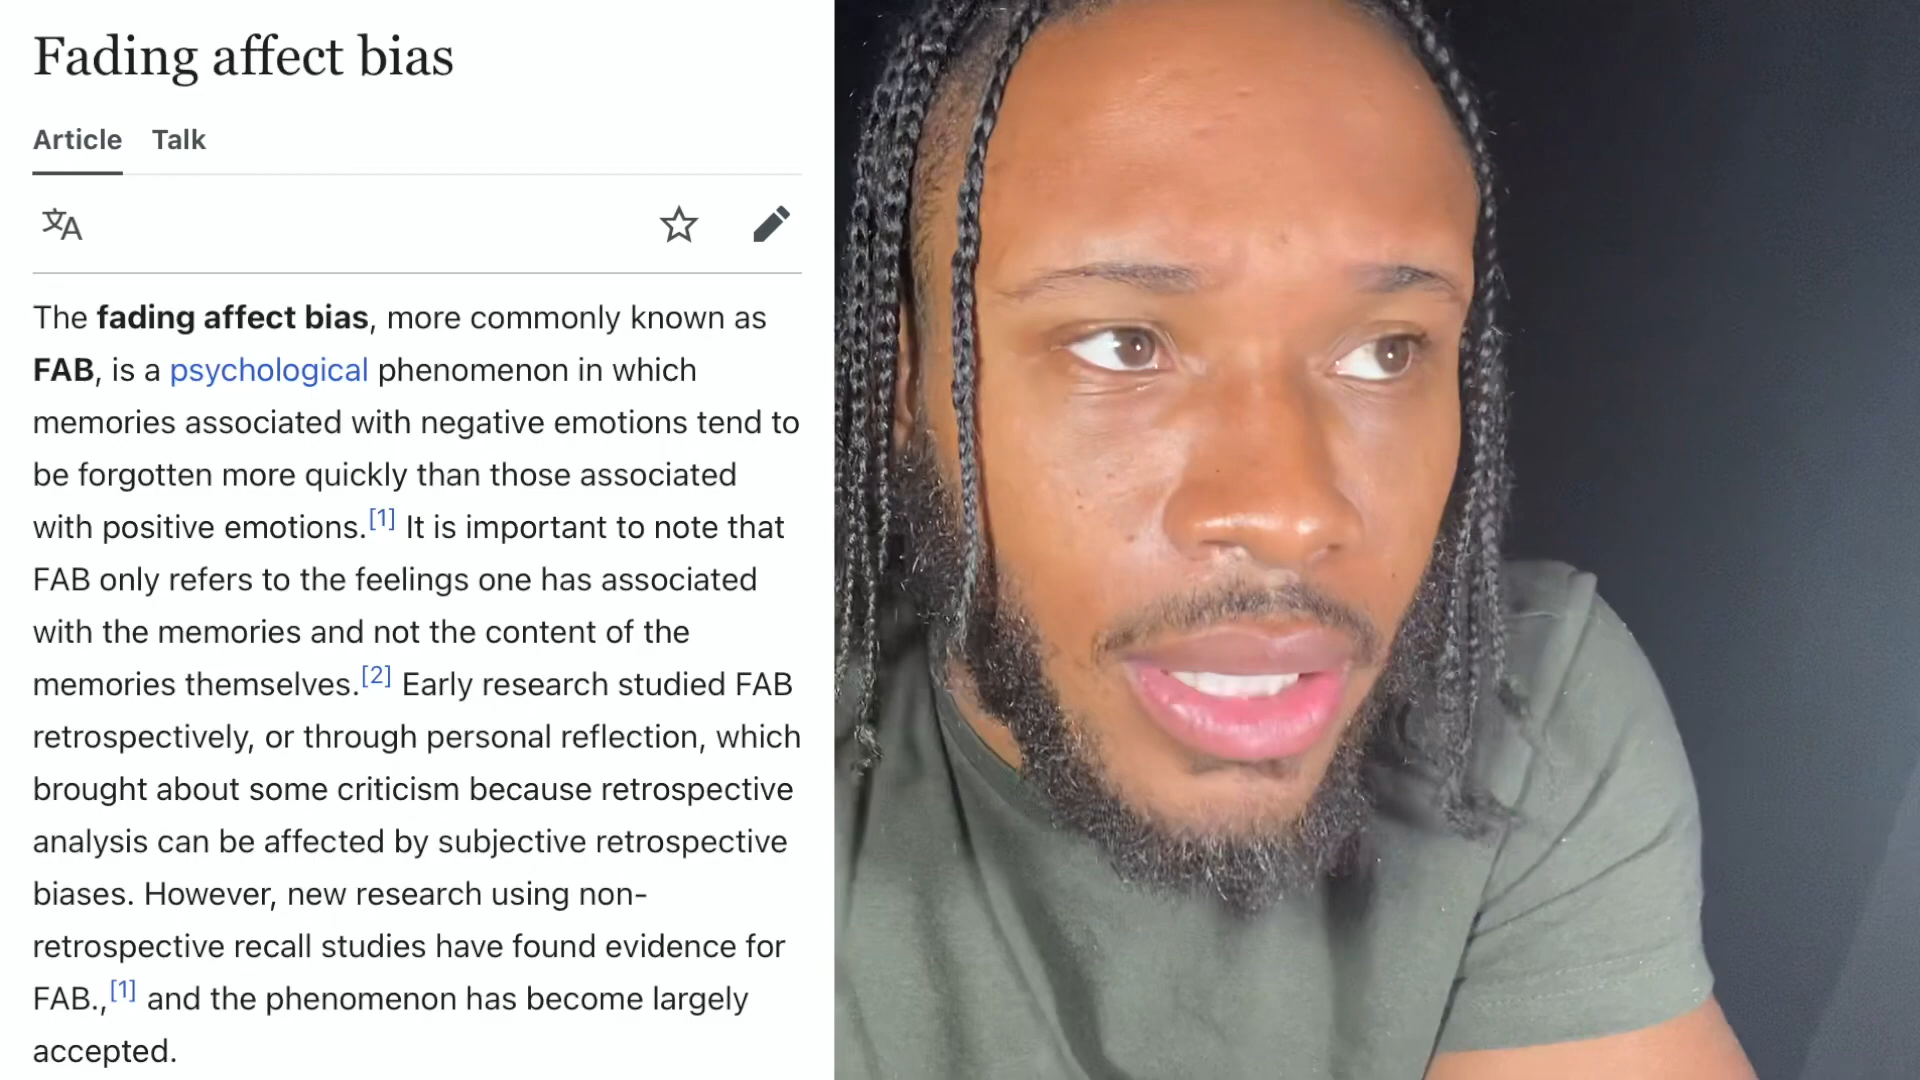 Fading affect bias
Article Talk
文A
The fading affect bias, more commonly known as
FAB, is a psychological phenomenon in which
memories associated with negative emotions tend to
be forgotten more quickly than those associated
with positive emotions.[1] It is important to note that
FAB only refers to the feelings one has associated
with the memories and not the content of the
memories themselves.[2] Early research studied FAB
retrospectively, or through personal reflection, which
brought about some criticism because retrospective
analysis can be affected by subjective retrospective
biases. However, new research using non-
retrospective recall studies have found evidence for
FAB.,[1] and the phenomenon has become largely
accepted.